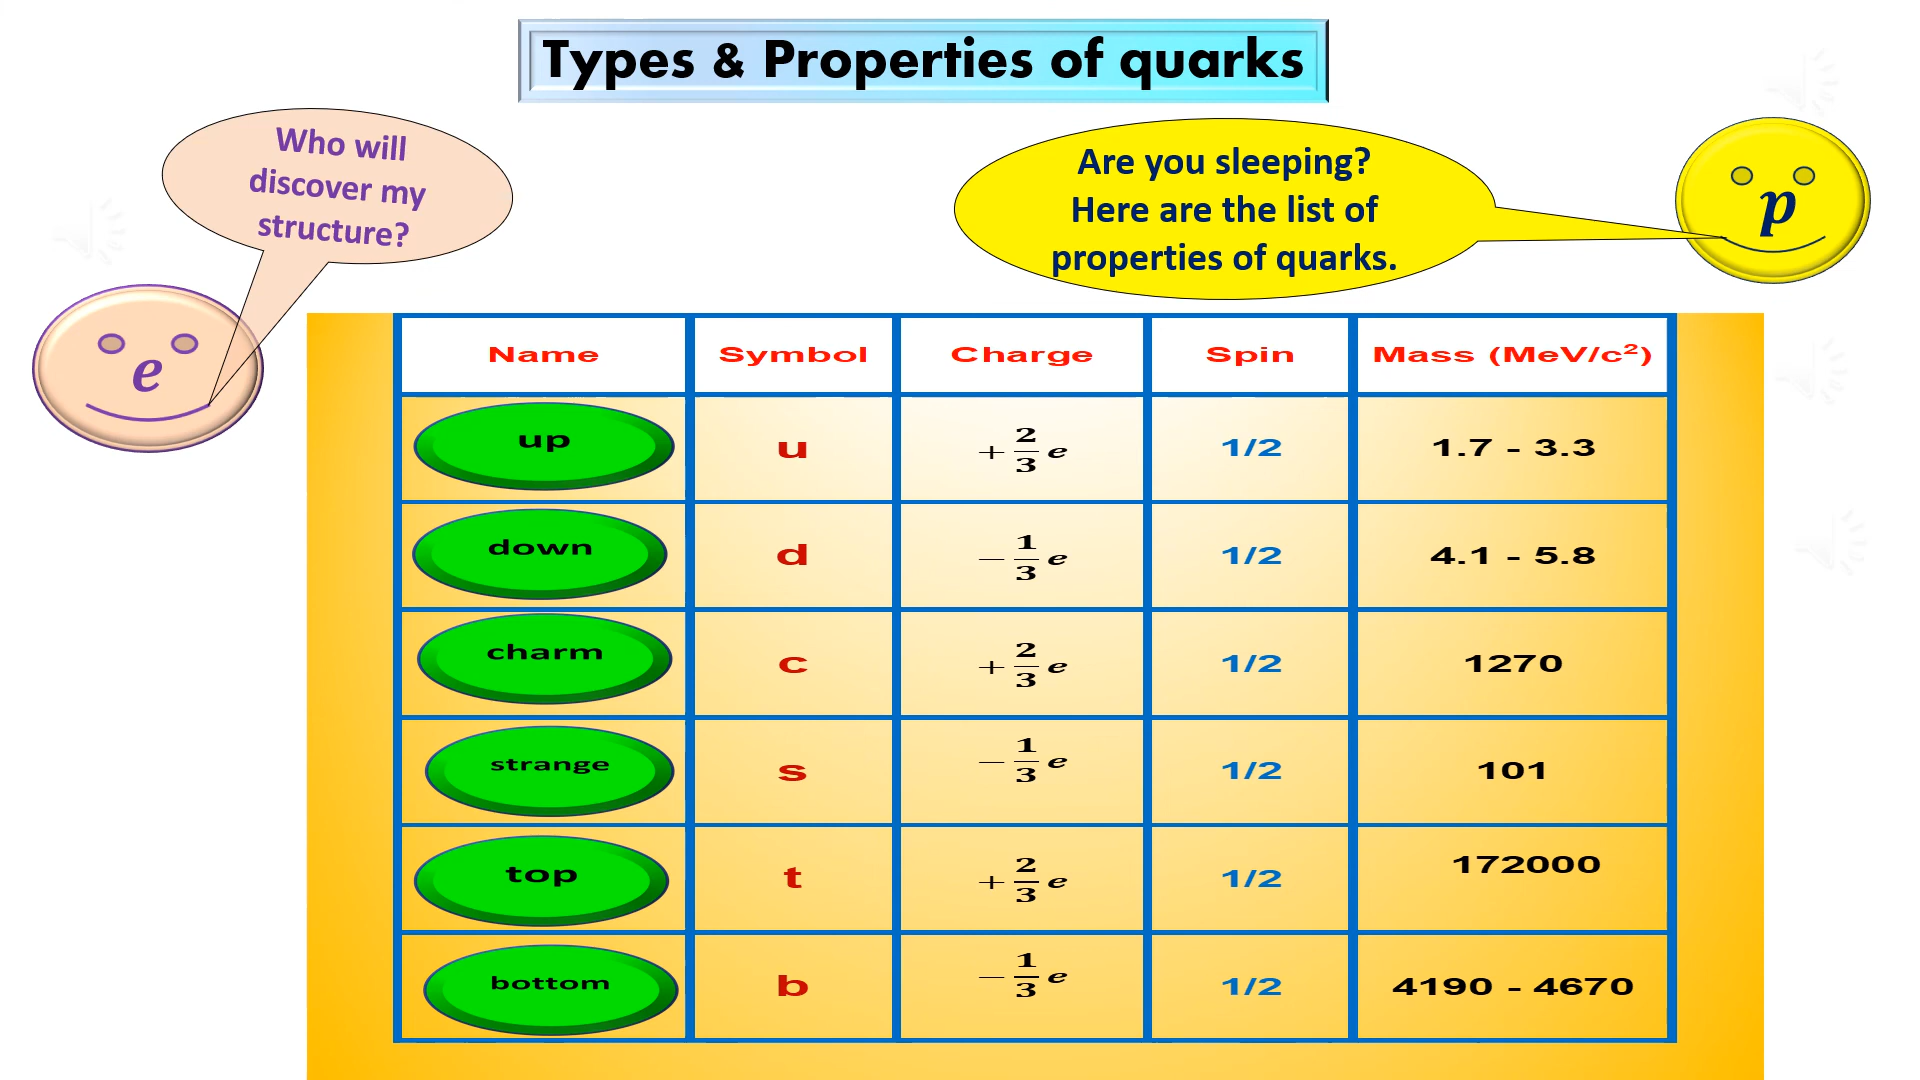 Types & Properties of quarks
Who will
discover my
structure?
Are you sleeping?
Here are the list of
properties of quarks.
p
e
Name Symbol Charge Spin Mass (MeV/c²)
up u +2/3 e 1/2 1.7 - 3.3
down d −1/3 e 1/2 4.1 - 5.8
charm c +2/3 e 1/2 1270
strange s −1/3 e 1/2 101
top t +2/3 e 1/2 172000
bottom b −1/3 e 1/2 4190 - 4670